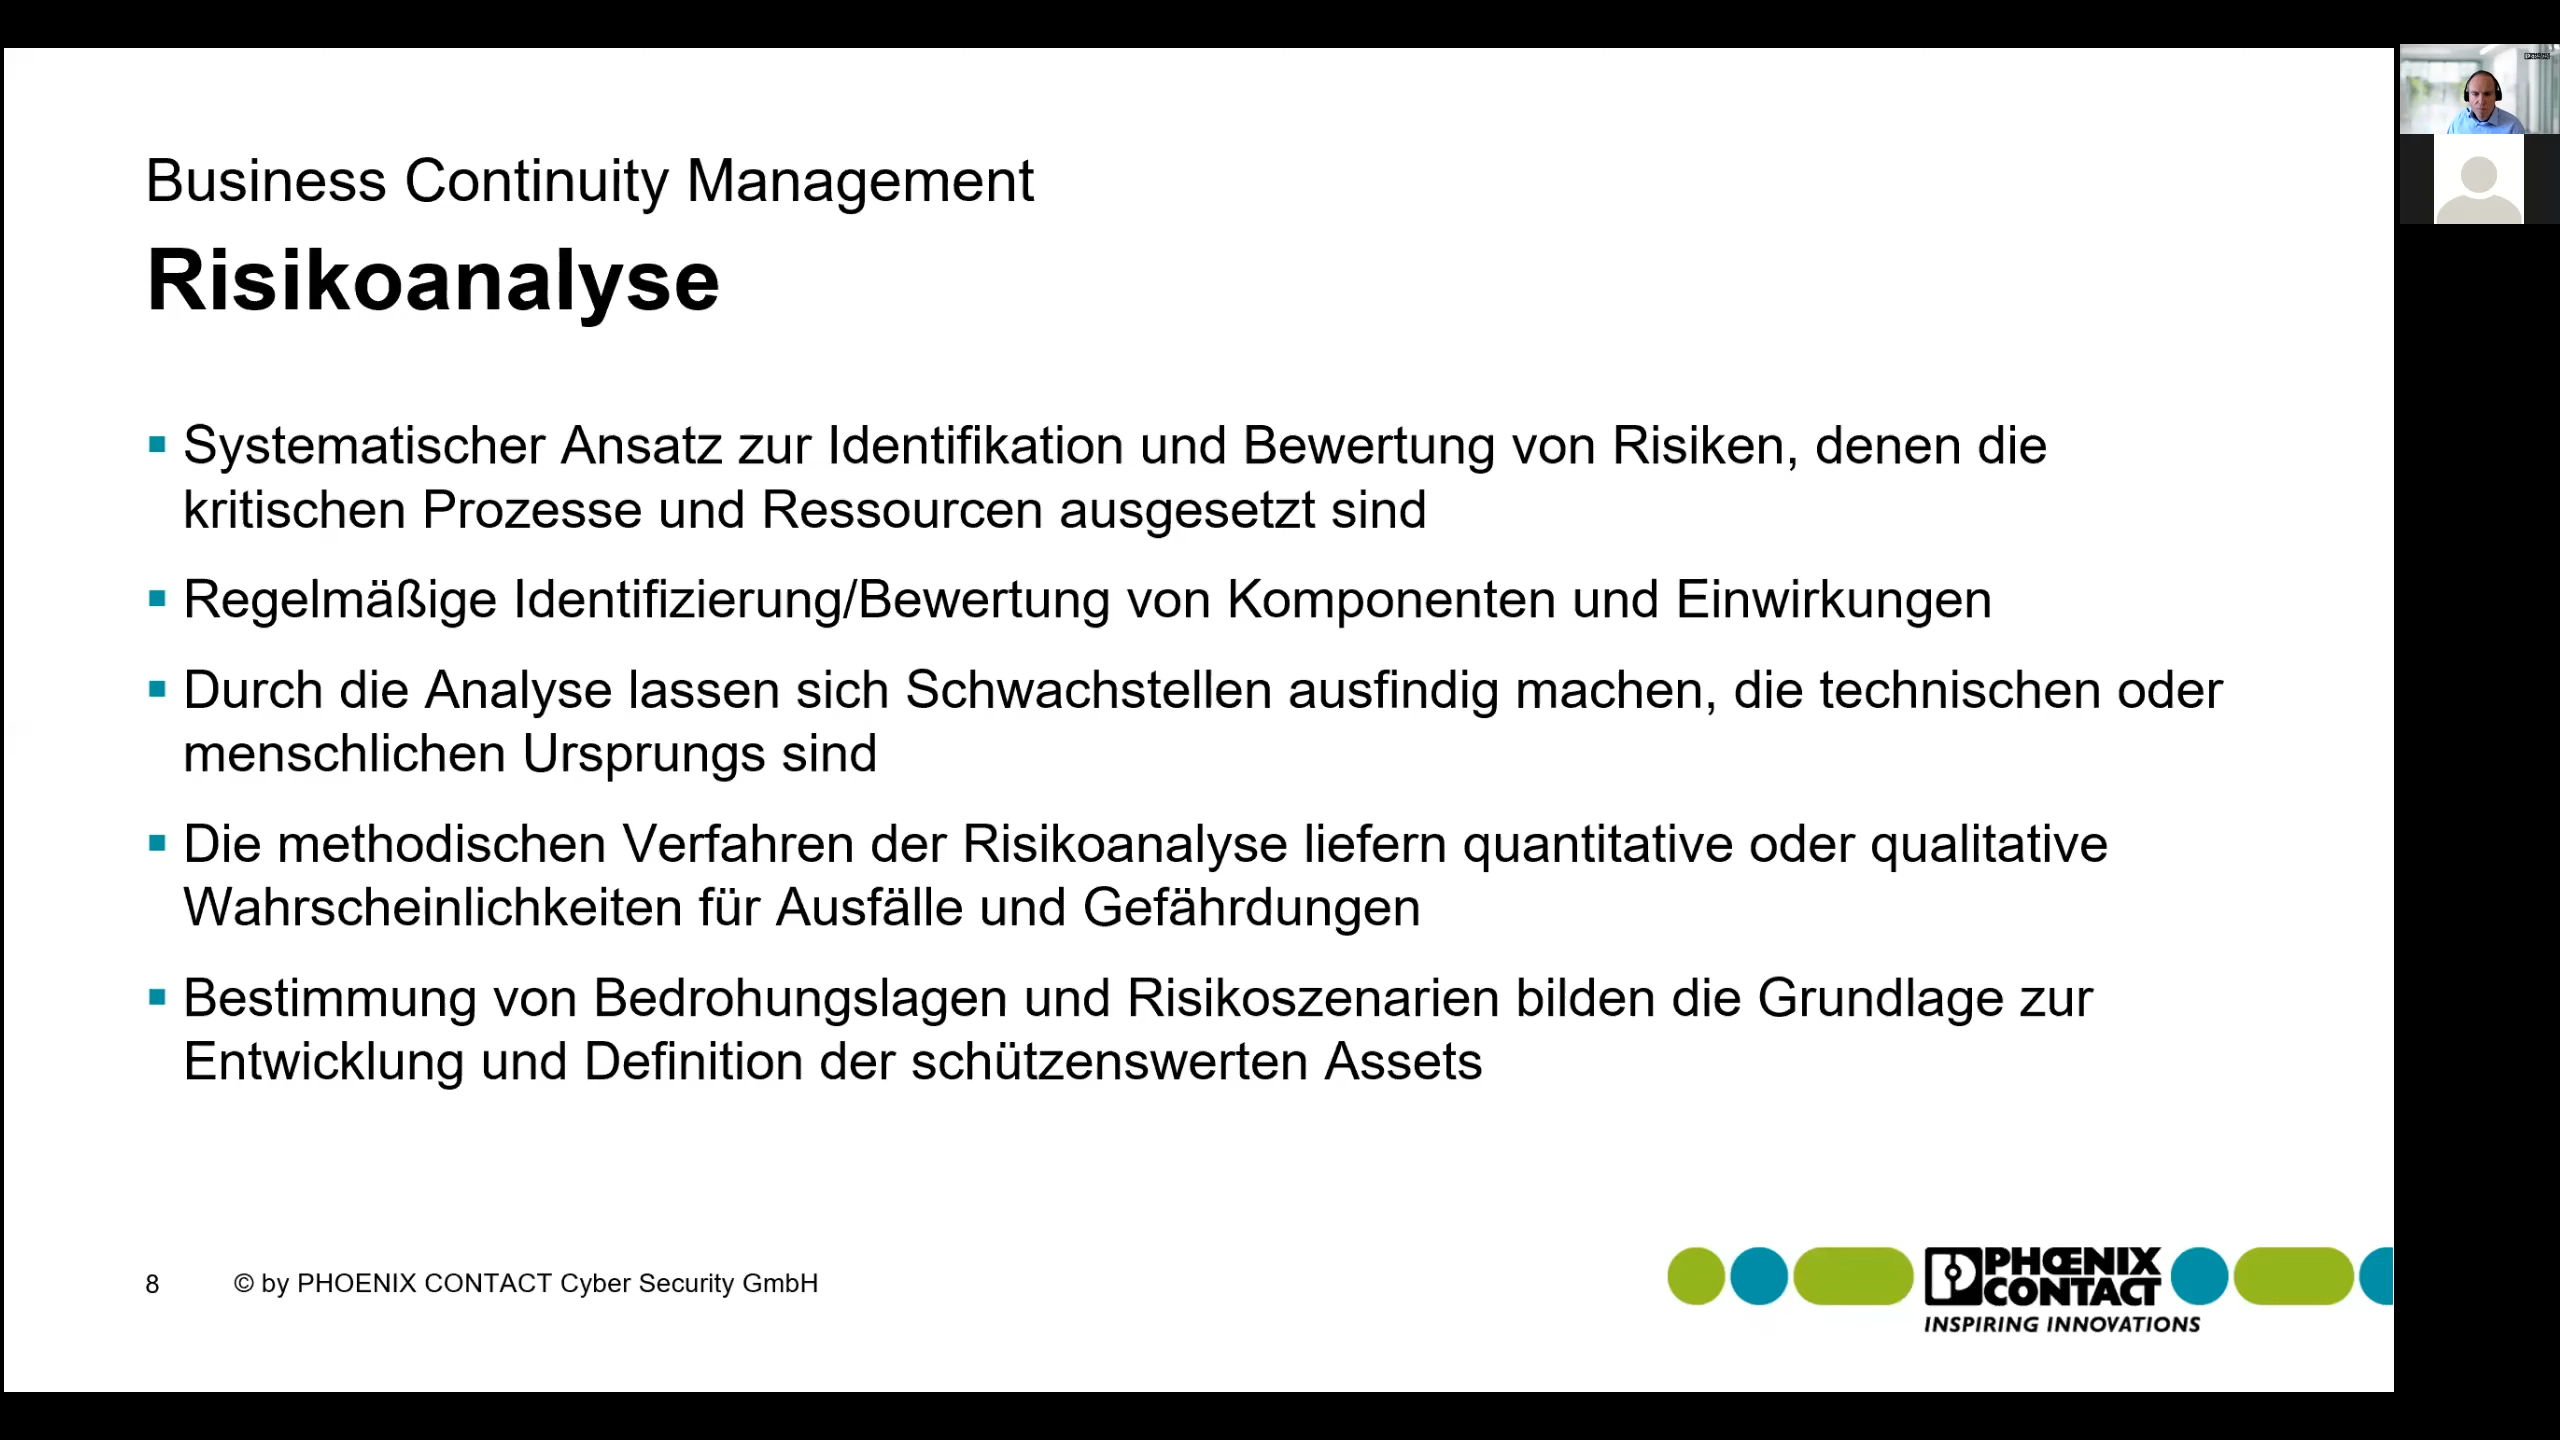 Business Continuity Management
Risikoanalyse
Systematischer Ansatz zur Identifikation und Bewertung von Risiken, denen die
kritischen Prozesse und Ressourcen ausgesetzt sind
Regelmäßige Identifizierung/Bewertung von Komponenten und Einwirkungen
Durch die Analyse lassen sich Schwachstellen ausfindig machen, die technischen oder
menschlichen Ursprungs sind
Die methodischen Verfahren der Risikoanalyse liefern quantitative oder qualitative
Wahrscheinlichkeiten für Ausfälle und Gefährdungen
Bestimmung von Bedrohungslagen und Risikoszenarien bilden die Grundlage zur
Entwicklung und Definition der schützenswerten Assets
8 © by PHOENIX CONTACT Cyber Security GmbH
PHŒNIX
CONTACT
INSPIRING INNOVATIONS